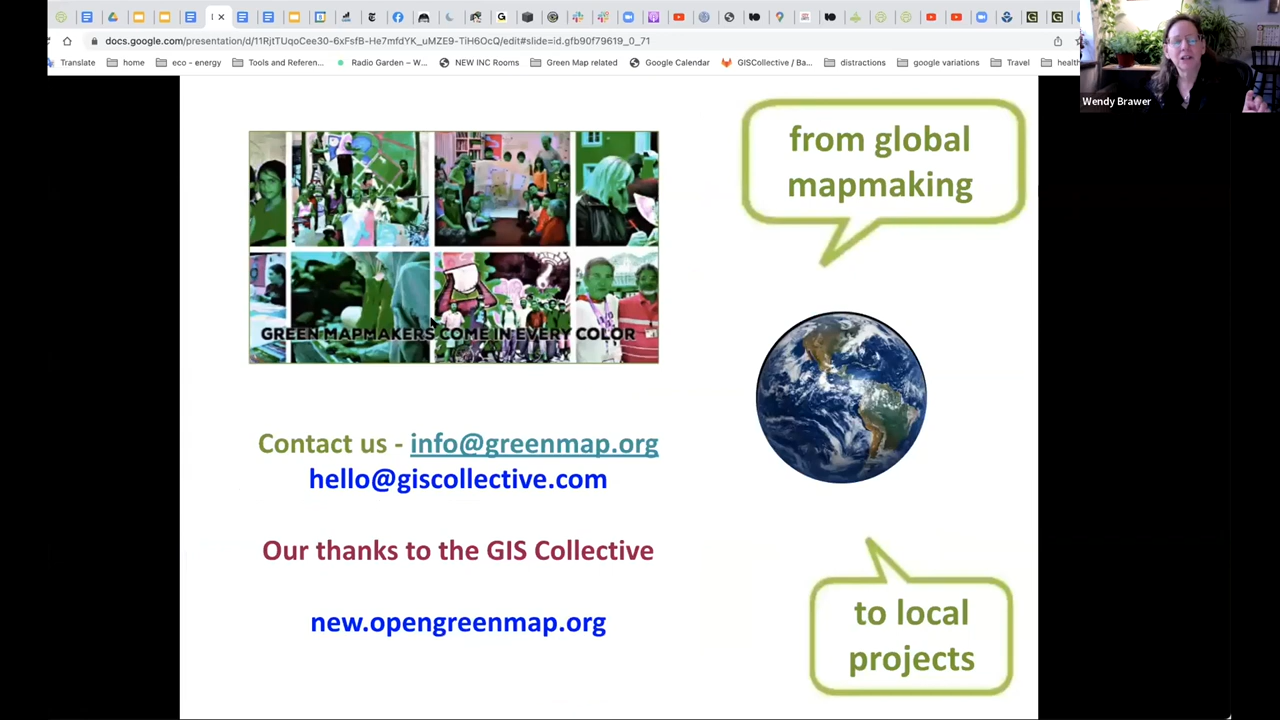 docs.google.com/presentation/d/11RjtTUqoCee30-6xFsfB-He7mfdYK_uMZE9-TiH6OcQ/edit#slide=id.gfb90f79619_0_71
Translate home eco - energy Tools and Referen... Radio Garden – W... NEW INC Rooms Green Map related Google Calendar GISCollective / Ba... distractions google variations Travel health
Wendy Brawer
from global
mapmaking
GREEN MAPMAKERS COME IN EVERY COLOR
Contact us - info@greenmap.org
hello@giscollective.com
Our thanks to the GIS Collective
new.opengreenmap.org
to local
projects